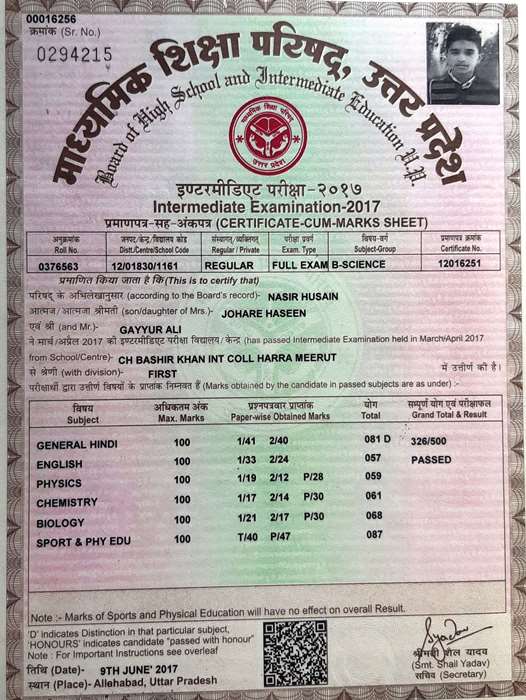 00016256
क्रमांक (Sr. No.)
0294215
माध्यमिक शिक्षा परिषद्, उत्तर प्रदेश
Board of High School and Intermediate Education U.P.
माध्यमिक शिक्षा परिषद
उत्तर प्रदेश
इण्टरमीडिएट परीक्षा-२०१७
Intermediate Examination-2017
प्रमाणपत्र-सह-अंकपत्र (CERTIFICATE-CUM-MARKS SHEET)
अनुक्रमांक जनपद/केन्द्र/विद्यालय कोड संस्थागत/व्यक्तिगत परीक्षा प्रवर्ग विषय-वर्ग प्रमाणपत्र क्रमांक
Roll No. Distt./Centre/School Code Regular / Private Exam. Type Subject-Group Certificate No.
0376563 12/01830/1161 REGULAR FULL EXAM B-SCIENCE 12016251
प्रमाणित किया जाता है कि(This is to certify that)
परिषद् के अभिलेखानुसार (according to the Board's record)- NASIR HUSAIN
आत्मज/आत्मजा श्रीमती (son/daughter of Mrs.)- JOHARE HASEEN
एवं श्री (and Mr.)- GAYYUR ALI
ने मार्च/अप्रैल 2017 की इण्टरमीडिएट परीक्षा विद्यालय/केन्द्र (has passed Intermediate Examination held in March/April 2017
from School/Centre)- CH BASHIR KHAN INT COLL HARRA MEERUT
से श्रेणी (with division)- FIRST में उत्तीर्ण की है।
परीक्षार्थी द्वारा उत्तीर्ण विषयों के प्राप्तांक निम्नवत हैं (Marks obtained by the candidate in passed subjects are as under) :-
विषय अधिकतम अंक प्रश्नपत्रवार प्राप्तांक योग सम्पूर्ण योग एवं परीक्षाफल
Subject Max. Marks Paper-wise Obtained Marks Total Grand Total & Result
GENERAL HINDI 100 1/41 2/40 081 D 326/500
ENGLISH 100 1/33 2/24 057 PASSED
PHYSICS 100 1/19 2/12 P/28 059
CHEMISTRY 100 1/17 2/14 P/30 061
BIOLOGY 100 1/21 2/17 P/30 068
SPORT & PHY EDU 100 T/40 P/47 087
Note :- Marks of Sports and Physical Education will have no effect on overall Result.
'D' indicates Distinction in that particular subject,
'HONOURS' indicates candidate "passed with honour"
Note : For Important Instructions see overleaf
तिथि (Date)- 9TH JUNE' 2017
स्थान (Place)- Allehabad, Uttar Pradesh
Syadav
श्रीमती शैल यादव)
(Smt. Shail Yadav)
सचिव (Secretary)